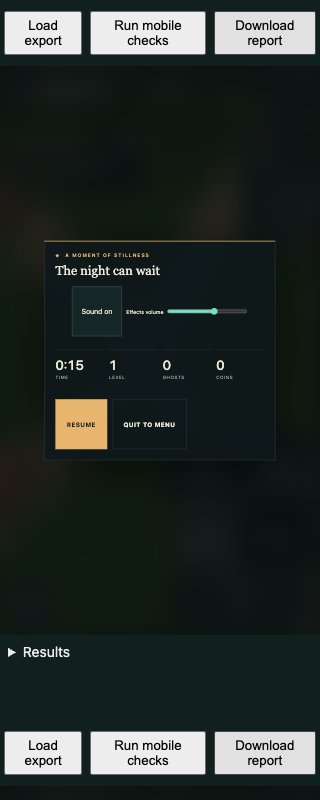 Load export
Run mobile checks
Download report
A MOMENT OF STILLNESS
The night can wait
Sound on
Effects volume
0:15 1 0 0
TIME LEVEL GHOSTS COINS
RESUME
QUIT TO MENU
Results
Load export
Run mobile checks
Download report